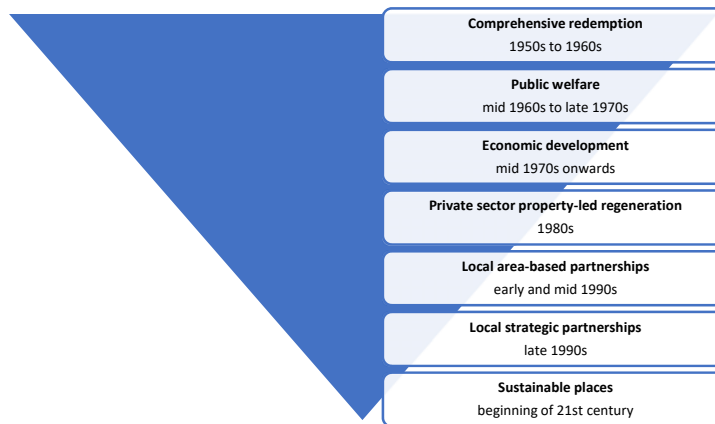 Comprehensive redemption
1950s to 1960s
Public welfare
mid 1960s to late 1970s
Economic development
mid 1970s onwards
Private sector property-led regeneration
1980s
Local area-based partnerships
early and mid 1990s
Local strategic partnerships
late 1990s
Sustainable places
beginning of 21st century